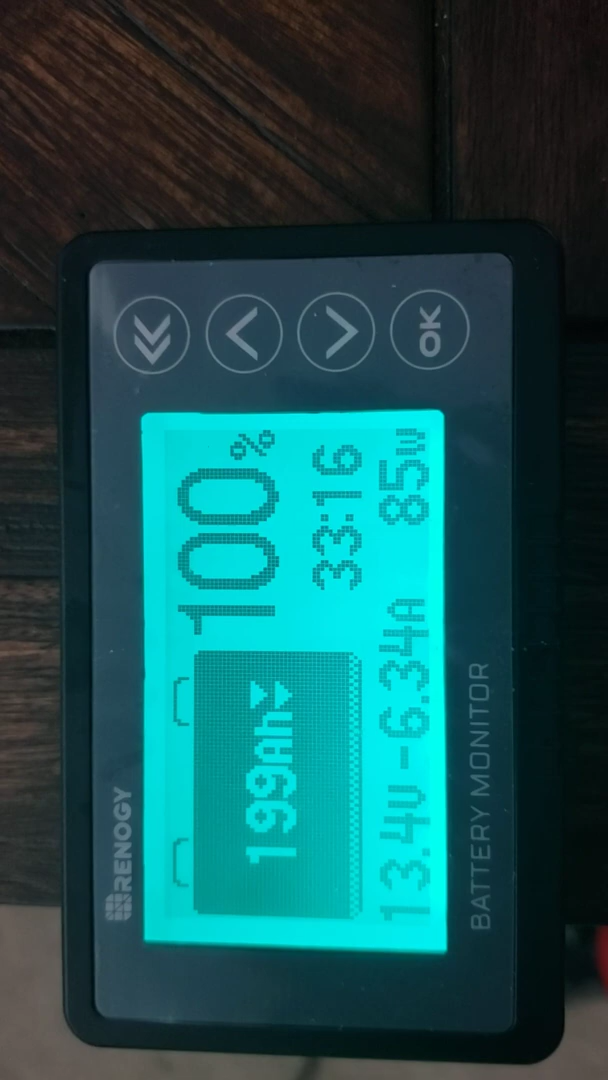 RENOGY
100%
199Ah
33:16
13.4V -6.34A 85W
BATTERY MONITOR
OK